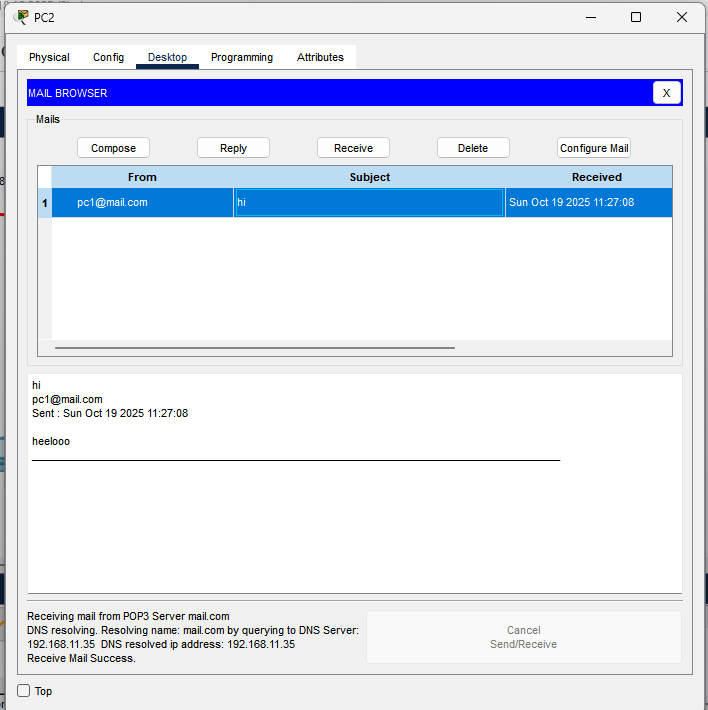 PC2
Physical Config Desktop Programming Attributes
MAIL BROWSER X
Mails
Compose Reply Receive Delete Configure Mail
From Subject Received
1 pc1@mail.com hi Sun Oct 19 2025 11:27:08
hi
pc1@mail.com
Sent : Sun Oct 19 2025 11:27:08
heelooo
Receiving mail from POP3 Server mail.com
DNS resolving. Resolving name: mail.com by querying to DNS Server:
192.168.11.35 DNS resolved ip address: 192.168.11.35
Receive Mail Success.
Cancel
Send/Receive
Top